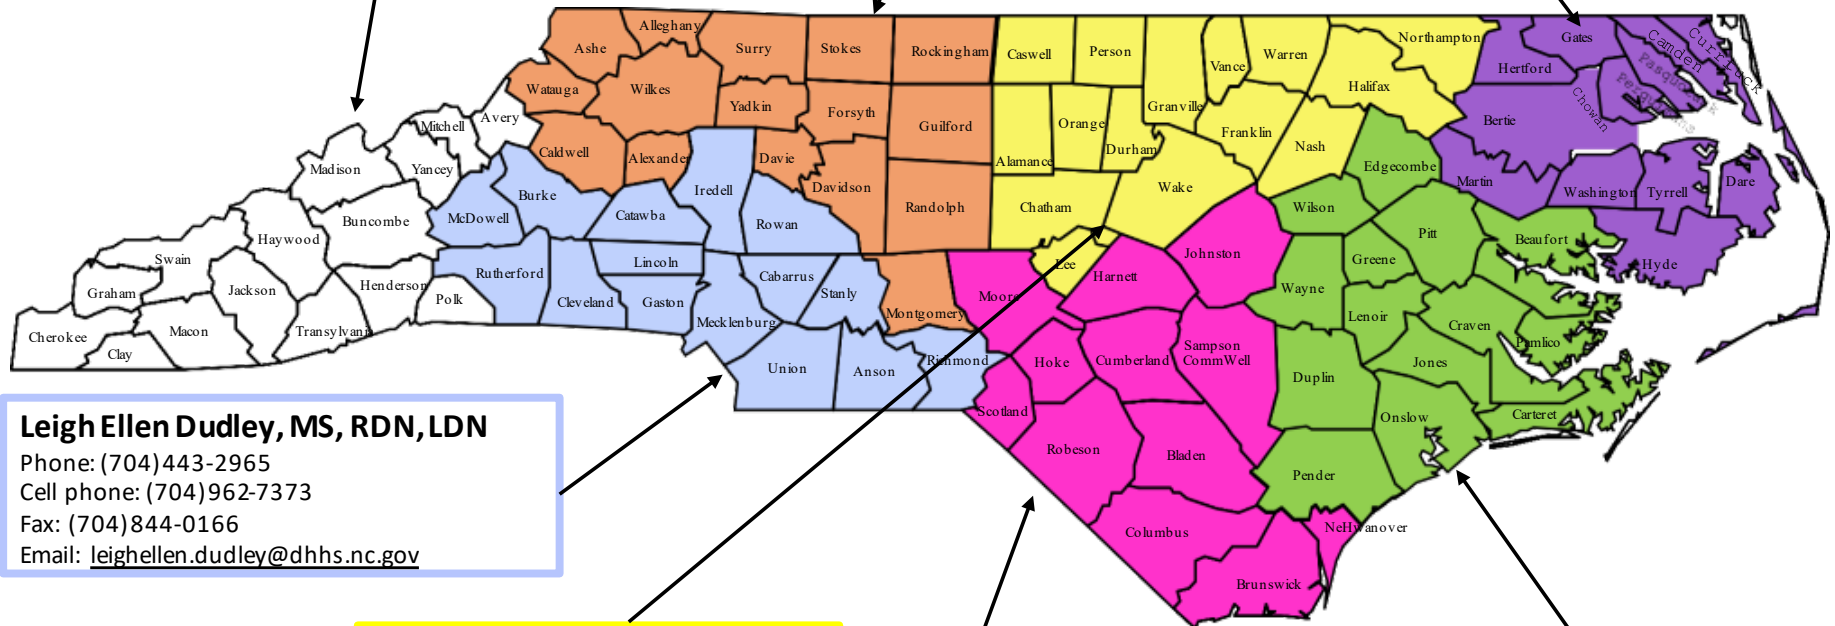 Alleghany
Ashe
Surry
Stokes
Rockingham
Caswell
Person
Vance
Warren
Northampton
Gates
Camden
Currituck
Hertford
Pasquotank
Perquimans
Chowan
Watauga
Wilkes
Yadkin
Forsyth
Guilford
Granville
Halifax
Bertie
Avery
Mitchell
Caldwell
Alexander
Davie
Alamance
Orange
Durham
Franklin
Nash
Edgecombe
Martin
Washington
Tyrrell
Dare
Madison
Yancey
Burke
Iredell
Davidson
Randolph
Chatham
Wake
Wilson
McDowell
Catawba
Rowan
Buncombe
Haywood
Pitt
Beaufort
Hyde
Swain
Rutherford
Lincoln
Cabarrus
Stanly
Lee
Harnett
Johnston
Greene
Wayne
Graham
Jackson
Henderson
Polk
Cleveland
Gaston
Mecklenburg
Montgomery
Moore
Lenoir
Craven
Pamlico
Cherokee
Clay
Macon
Transylvani
Union
Anson
Richmond
Hoke
Cumberland
Sampson
CommWell
Duplin
Jones
Onslow
Carteret
Scotland
Robeson
Bladen
Pender
Columbus
NeHwanover
Brunswick
Leigh Ellen Dudley, MS, RDN, LDN
Phone: (704)443-2965
Cell phone: (704)962-7373
Fax: (704)844-0166
Email: leighellen.dudley@dhhs.nc.gov